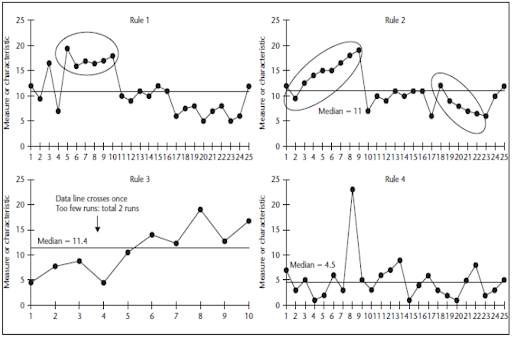 Rule 1
Measure or characteristic
25
20
15
10
5
0
1 2 3 4 5 6 7 8 9 10 11 12 13 14 15 16 17 18 19 20 21 22 23 24 25
Rule 2
Measure or characteristic
25
20
15
10
5
0
Median = 11
1 2 3 4 5 6 7 8 9 10 11 12 13 14 15 16 17 18 19 20 21 22 23 24 25
Rule 3
Measure or characteristic
25
20
15
10
5
0
Data line crosses once
Too few runs: total 2 runs
Median = 11.4
1 2 3 4 5 6 7 8 9 10
Rule 4
Measure or characteristic
25
20
15
10
5
0
Median = 4.5
1 2 3 4 5 6 7 8 9 10 11 12 13 14 15 16 17 18 19 20 21 22 23 24 25